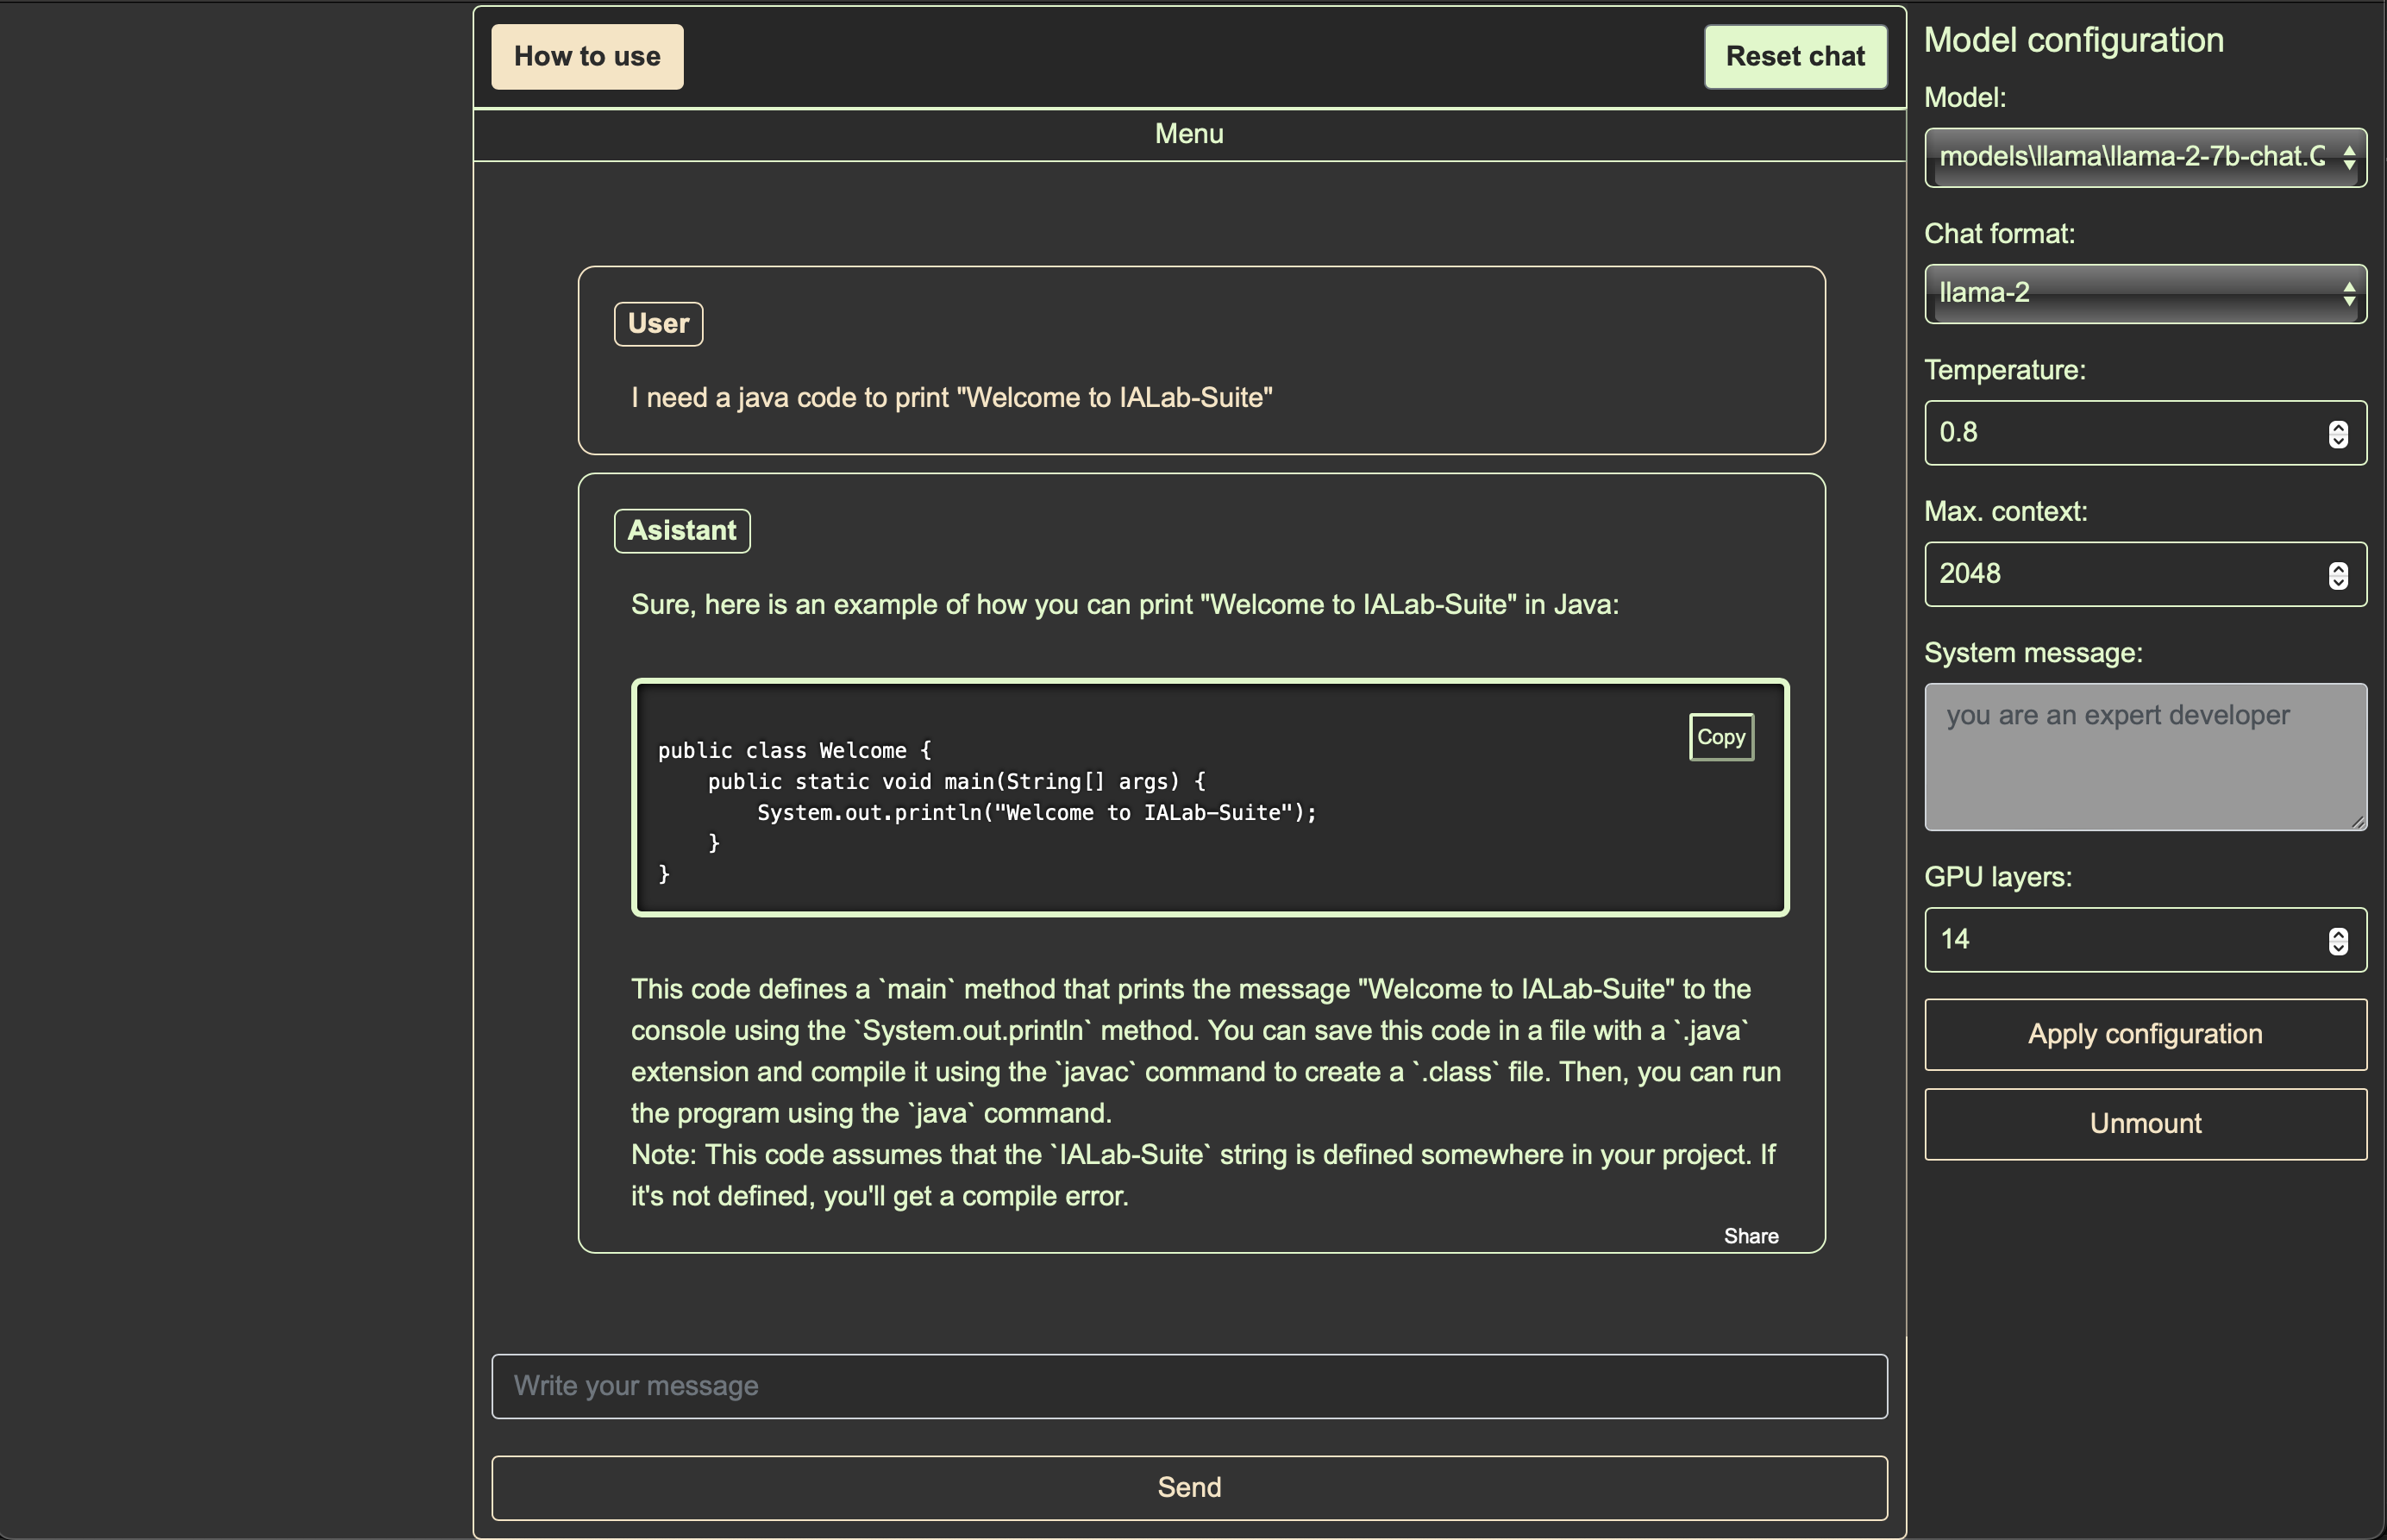 How to use
Reset chat
Menu
User
I need a java code to print "Welcome to IALab-Suite"
Asistant
Sure, here is an example of how you can print "Welcome to IALab-Suite" in Java:
Copy
public class Welcome {
    public static void main(String[] args) {
        System.out.println("Welcome to IALab-Suite");
    }
}
This code defines a `main` method that prints the message "Welcome to IALab-Suite" to the
console using the `System.out.println` method. You can save this code in a file with a `.java`
extension and compile it using the `javac` command to create a `.class` file. Then, you can run
the program using the `java` command.
Note: This code assumes that the `IALab-Suite` string is defined somewhere in your project. If
it's not defined, you'll get a compile error.
Share
Write your message
Send
Model configuration
Model:
models\llama\llama-2-7b-chat.
Chat format:
llama-2
Temperature:
0.8
Max. context:
2048
System message:
you are an expert developer
GPU layers:
14
Apply configuration
Unmount